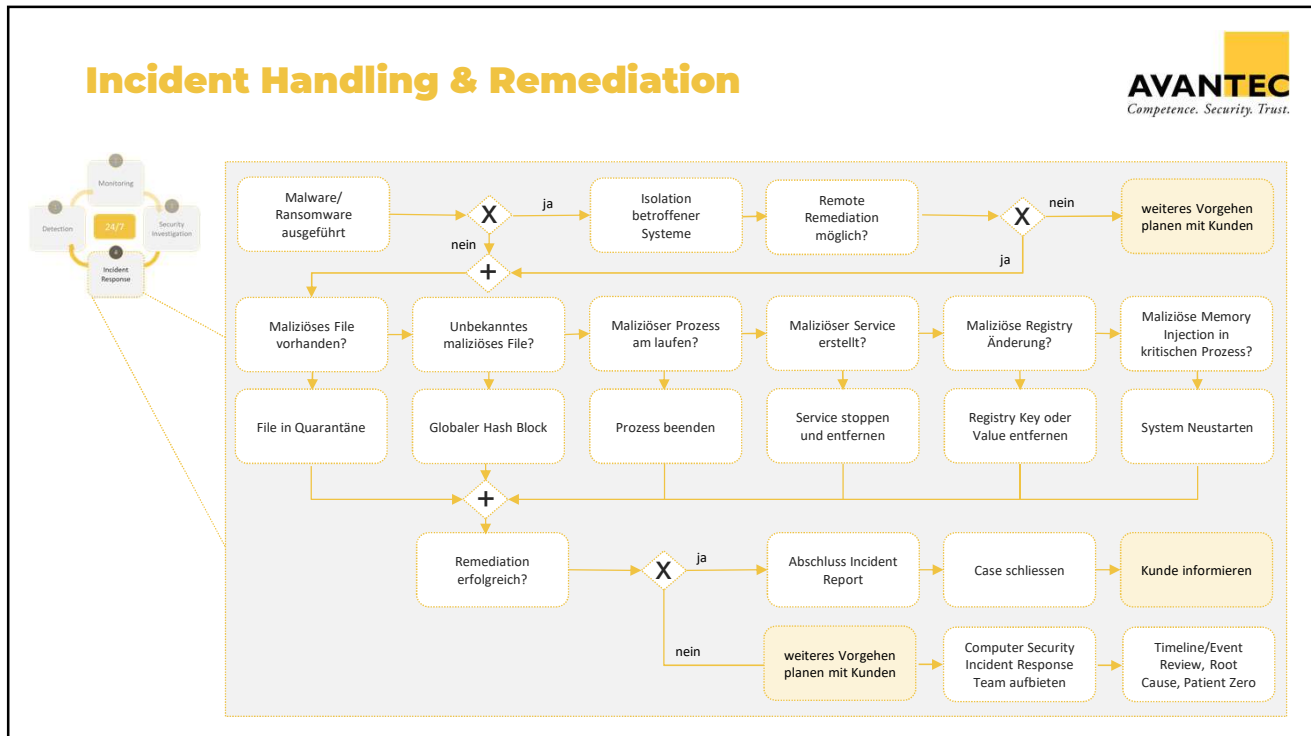 Incident Handling & Remediation
AVANTEC
Competence. Security. Trust.
Monitoring
Detection
24/7
Security
Investigation
Incident
Response
Malware/
Ransomware
ausgeführt
X
ja
nein
Isolation
betroffener
Systeme
Remote
Remediation
möglich?
X
nein
ja
weiteres Vorgehen
planen mit Kunden
+
Maliziöses File
vorhanden?
Unbekanntes
maliziöses File?
Maliziöser Prozess
am laufen?
Maliziöser Service
erstellt?
Maliziöse Registry
Änderung?
Maliziöse Memory
Injection in
kritischen Prozess?
File in Quarantäne
Globaler Hash Block
Prozess beenden
Service stoppen
und entfernen
Registry Key oder
Value entfernen
System Neustarten
+
Remediation
erfolgreich?
X
ja
Abschluss Incident
Report
Case schliessen
Kunde informieren
nein
weiteres Vorgehen
planen mit Kunden
Computer Security
Incident Response
Team aufbieten
Timeline/Event
Review, Root
Cause, Patient Zero